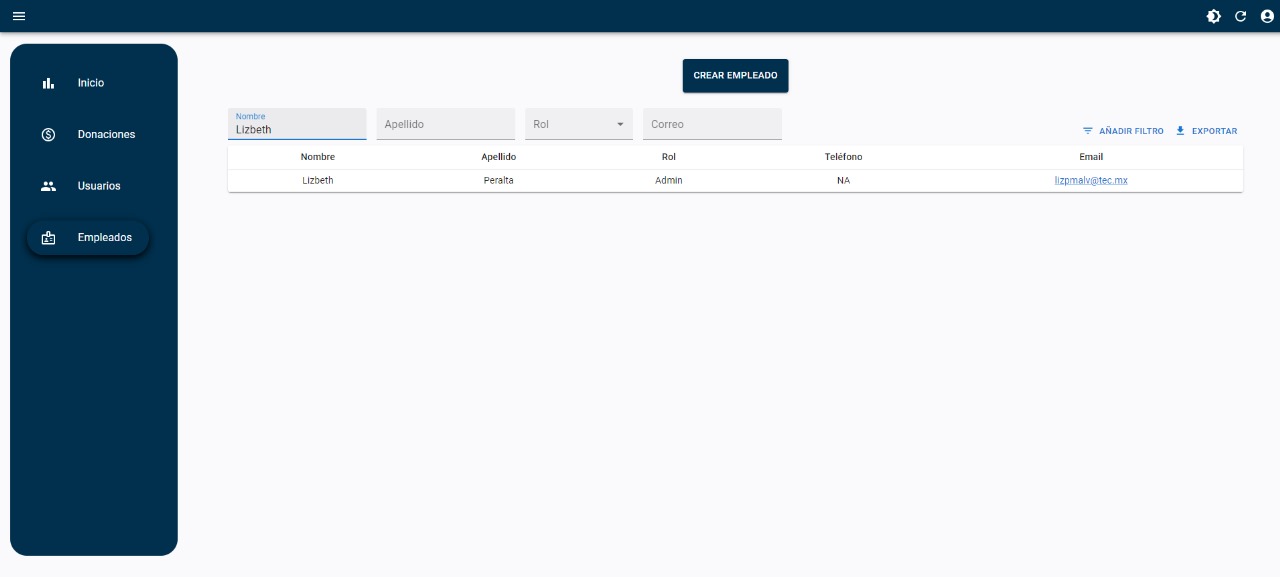 Inicio
Donaciones
Usuarios
Empleados
CREAR EMPLEADO
Nombre
Lizbeth
Apellido
Rol
Correo
AÑADIR FILTRO
EXPORTAR
Nombre Apellido Rol Teléfono Email
Lizbeth Peralta Admin NA lizpmalv@tec.mx